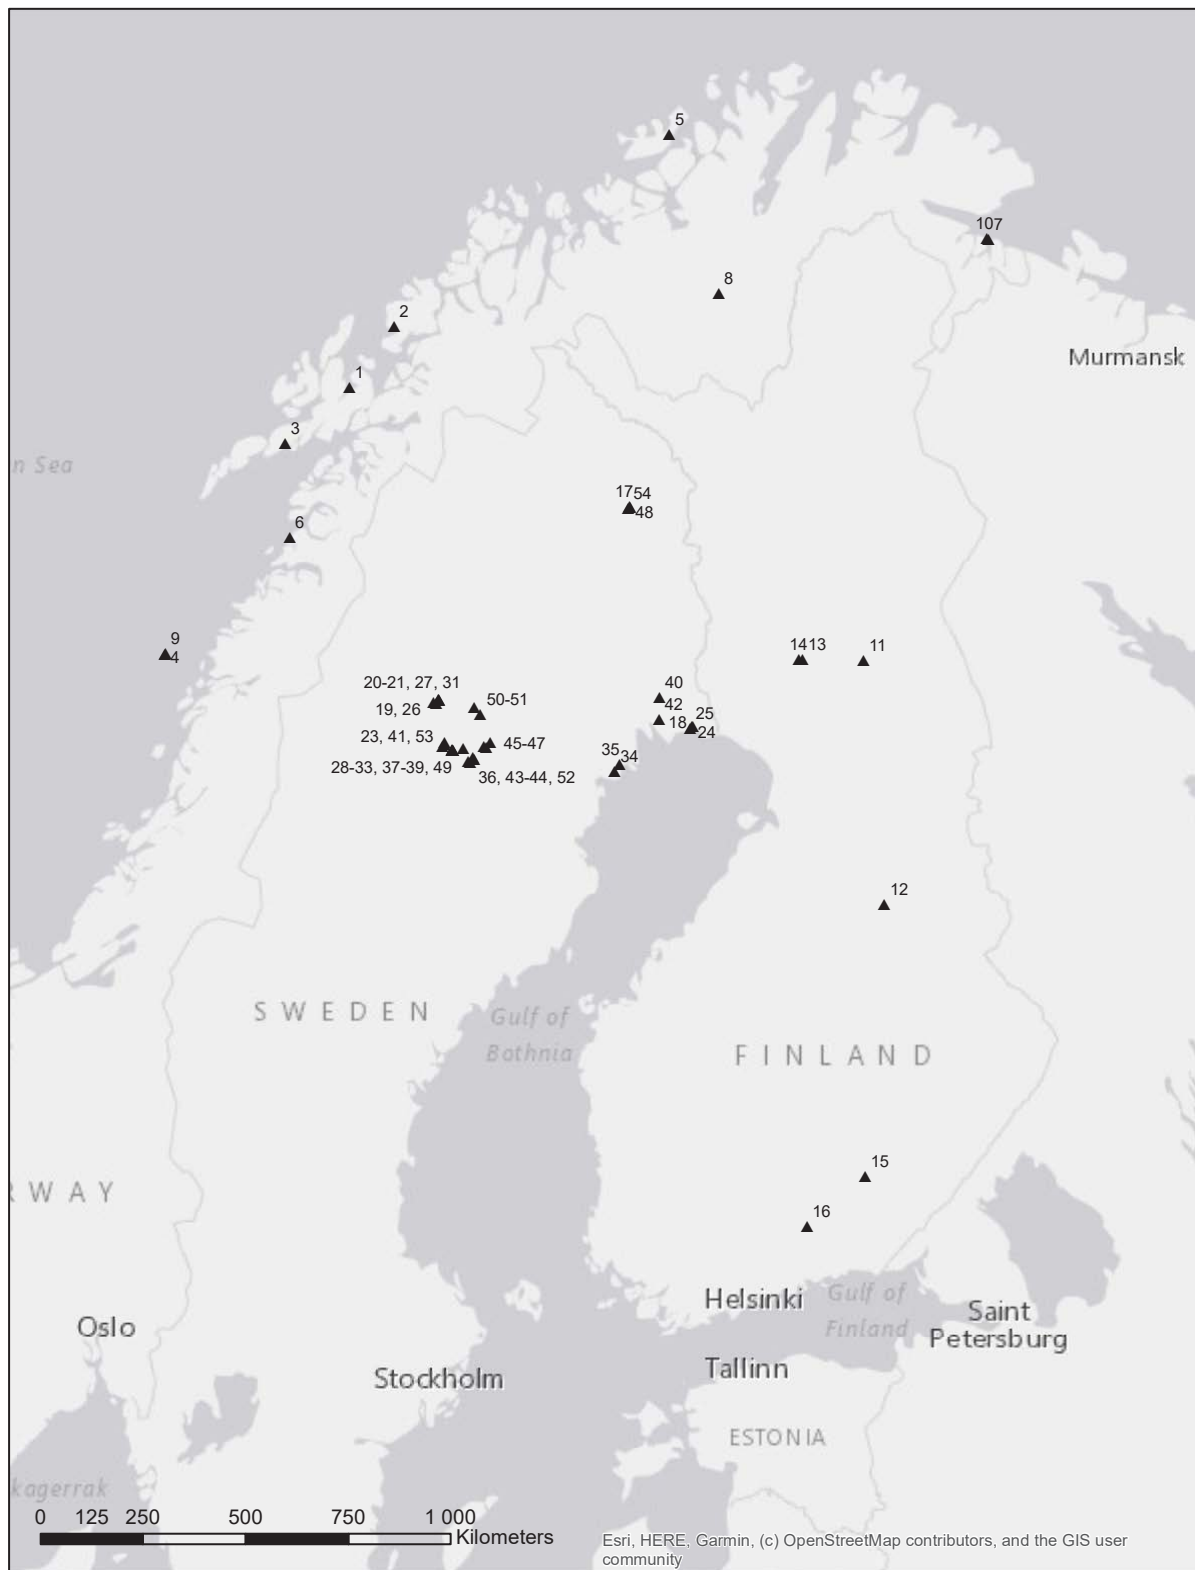 5
107
8
2
1
3
n Sea
Murmansk
1754
48
6
9
4
1413
11
20-21, 27, 31
19, 26
50-51
40
42
18
25
24
23, 41, 53
45-47
28-33, 37-39, 49
36, 43-44, 52
35
34
12
SWEDEN
Gulf of
Bothnia
FINLAND
15
RWAY
16
Helsinki
Gulf of
Finland
Saint
Petersburg
Oslo
Stockholm
Tallinn
ESTONIA
kagerrak
0 125 250 500 750 1 000
Kilometers
Esri, HERE, Garmin, (c) OpenStreetMap contributors, and the GIS user
community